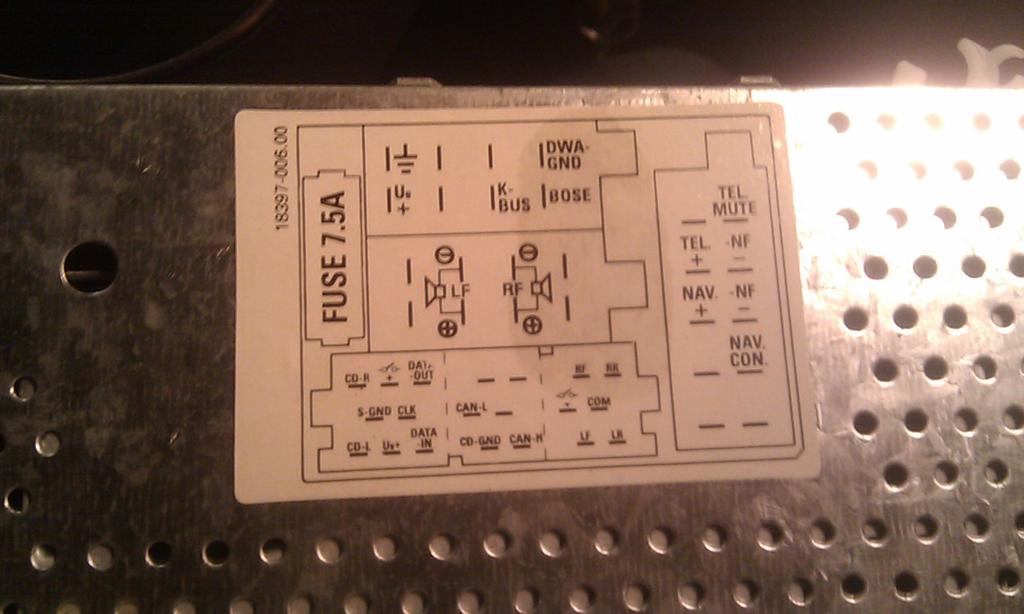 18397-006.00
FUSE 7.5A
DWA-
GND
+ U
K-
BUS
BOSE
LF
RF
CD-R
+
DAT-
OUT
S-GND
CLK
CD-L
+
DATA
-IN
CAN-L
CD-GND
CAN-H
RF
RR
COM
LF
LR
TEL.
MUTE
TEL.
+
-NF
–
NAV.
+
-NF
–
NAV.
CON.